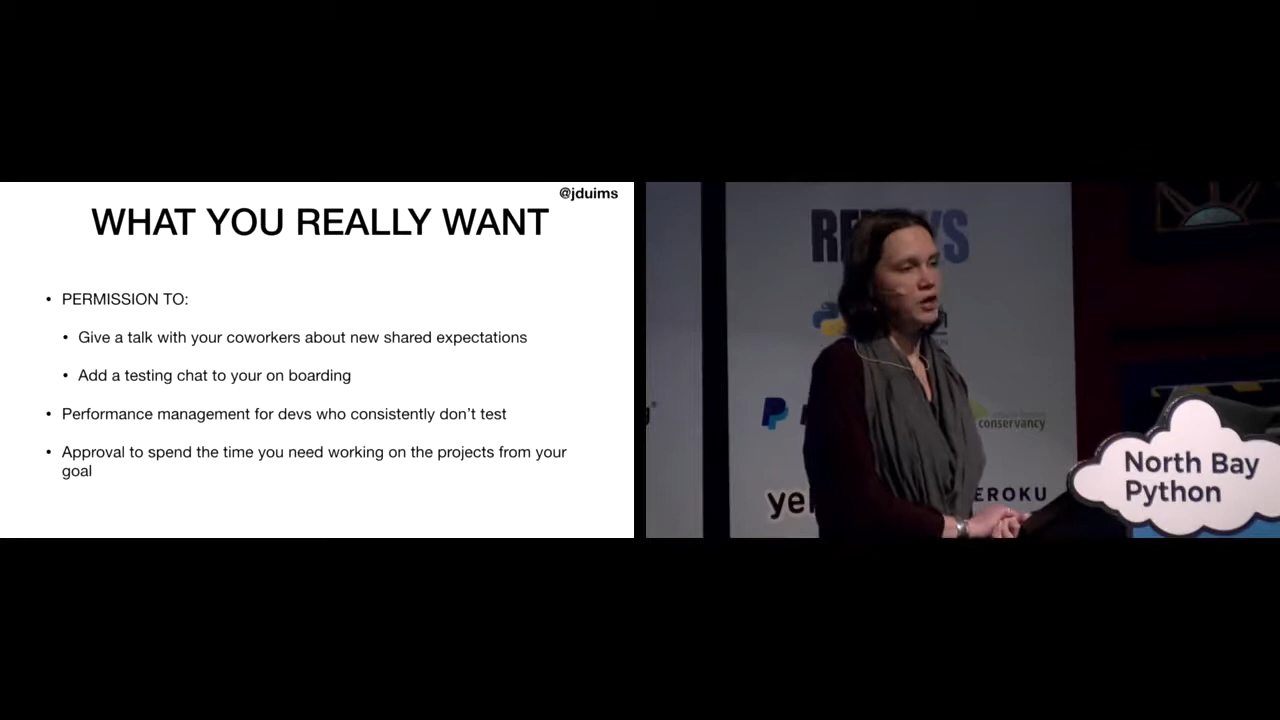 @jduims
WHAT YOU REALLY WANT
• PERMISSION TO:
• Give a talk with your coworkers about new shared expectations
• Add a testing chat to your on boarding
• Performance management for devs who consistently don’t test
• Approval to spend the time you need working on the projects from your
goal
conservancy
North Bay
Python